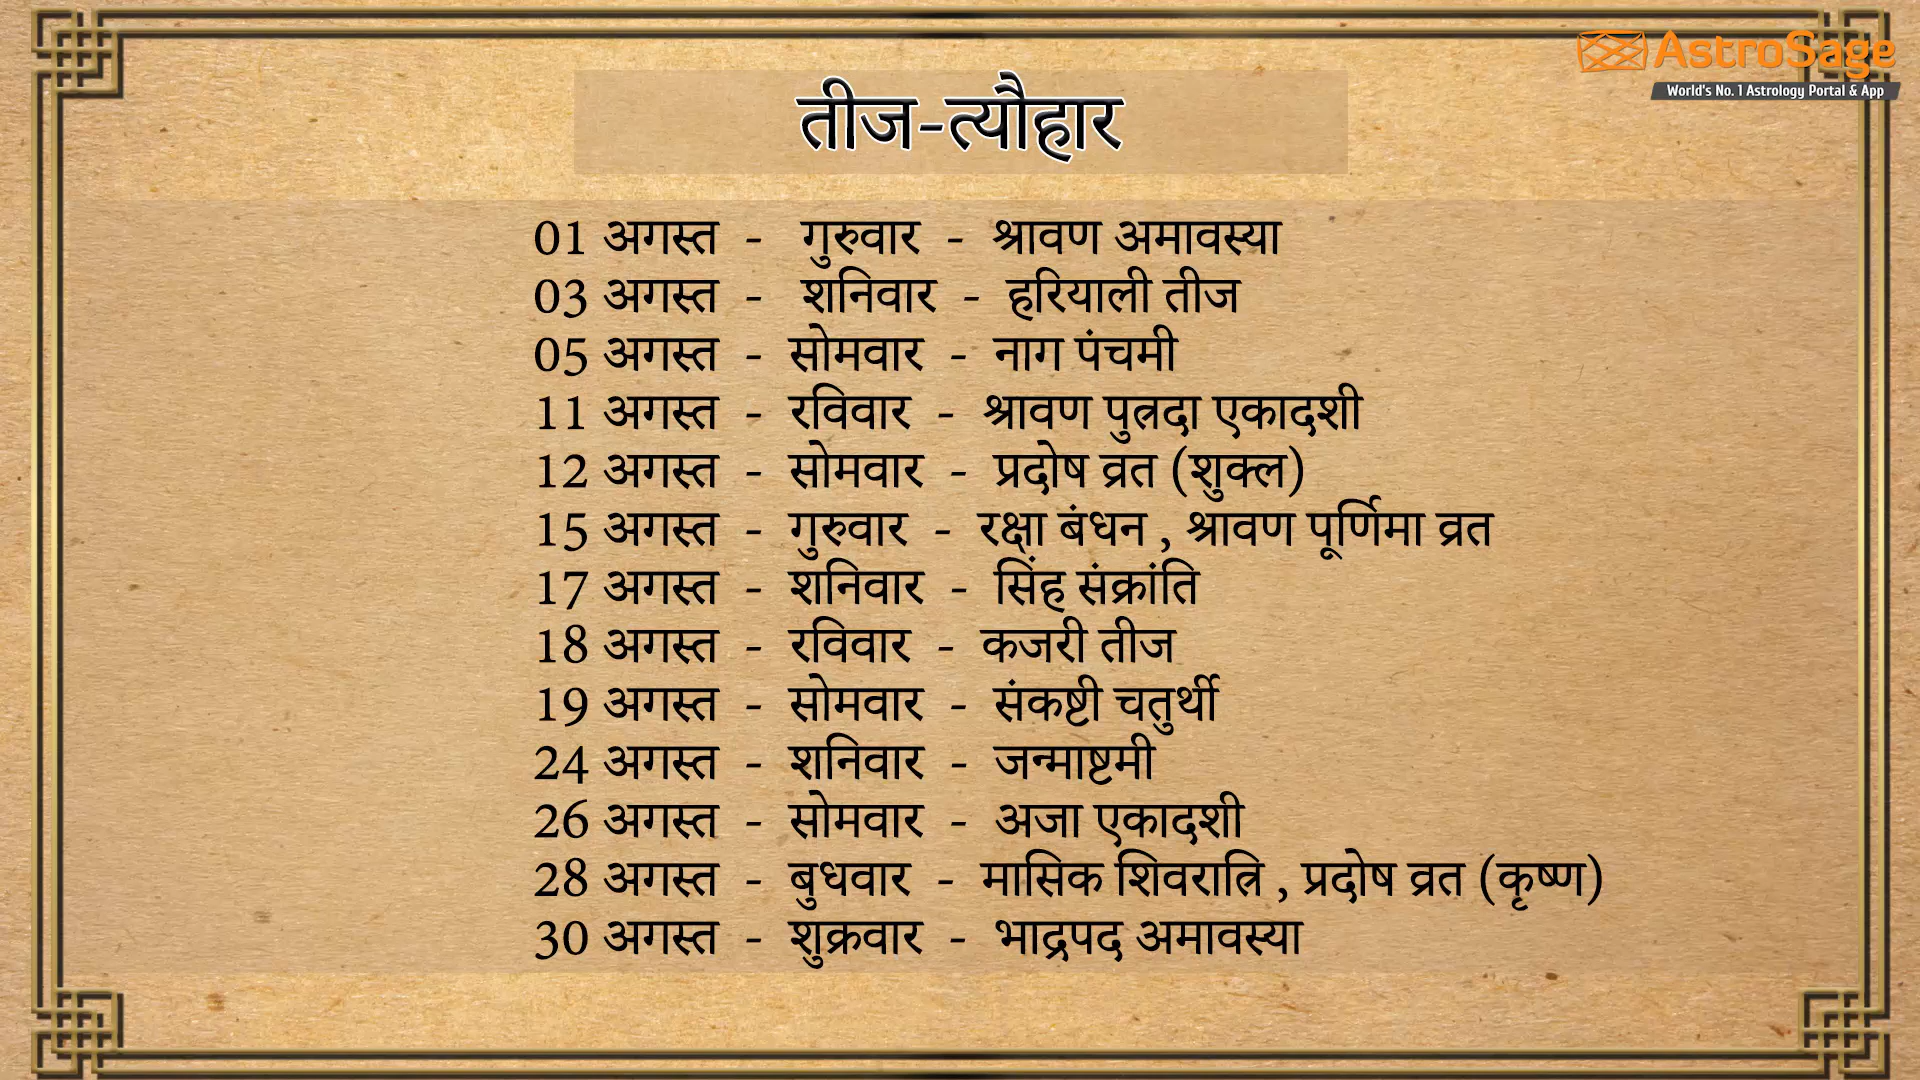 AstroSage
World's No. 1 Astrology Portal & App
तीज-त्यौहार
01 अगस्त - गुरुवार - श्रावण अमावस्या
03 अगस्त - शनिवार - हरियाली तीज
05 अगस्त - सोमवार - नाग पंचमी
11 अगस्त - रविवार - श्रावण पुत्रदा एकादशी
12 अगस्त - सोमवार - प्रदोष व्रत (शुक्ल)
15 अगस्त - गुरुवार - रक्षा बंधन , श्रावण पूर्णिमा व्रत
17 अगस्त - शनिवार - सिंह संक्रांति
18 अगस्त - रविवार - कजरी तीज
19 अगस्त - सोमवार - संकष्टी चतुर्थी
24 अगस्त - शनिवार - जन्माष्टमी
26 अगस्त - सोमवार - अजा एकादशी
28 अगस्त - बुधवार - मासिक शिवरात्रि , प्रदोष व्रत (कृष्ण)
30 अगस्त - शुक्रवार - भाद्रपद अमावस्या